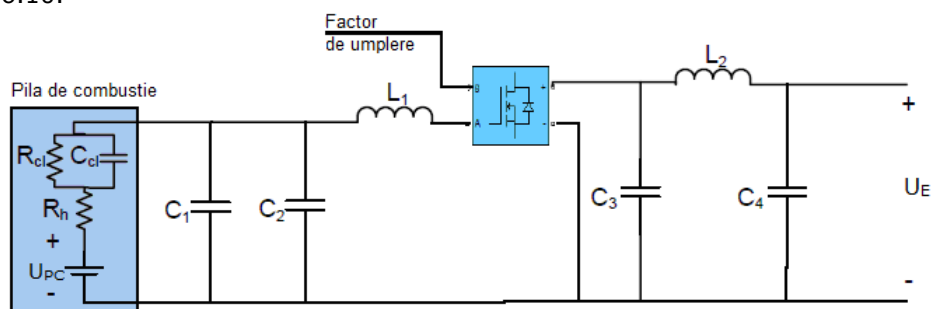 Factor
de umplere
Pila de combustie
L1
L2
g
+
A
-
Rcl
Ccl
Rh
+
UPC
-
C1
C2
C3
C4
+
UE
-